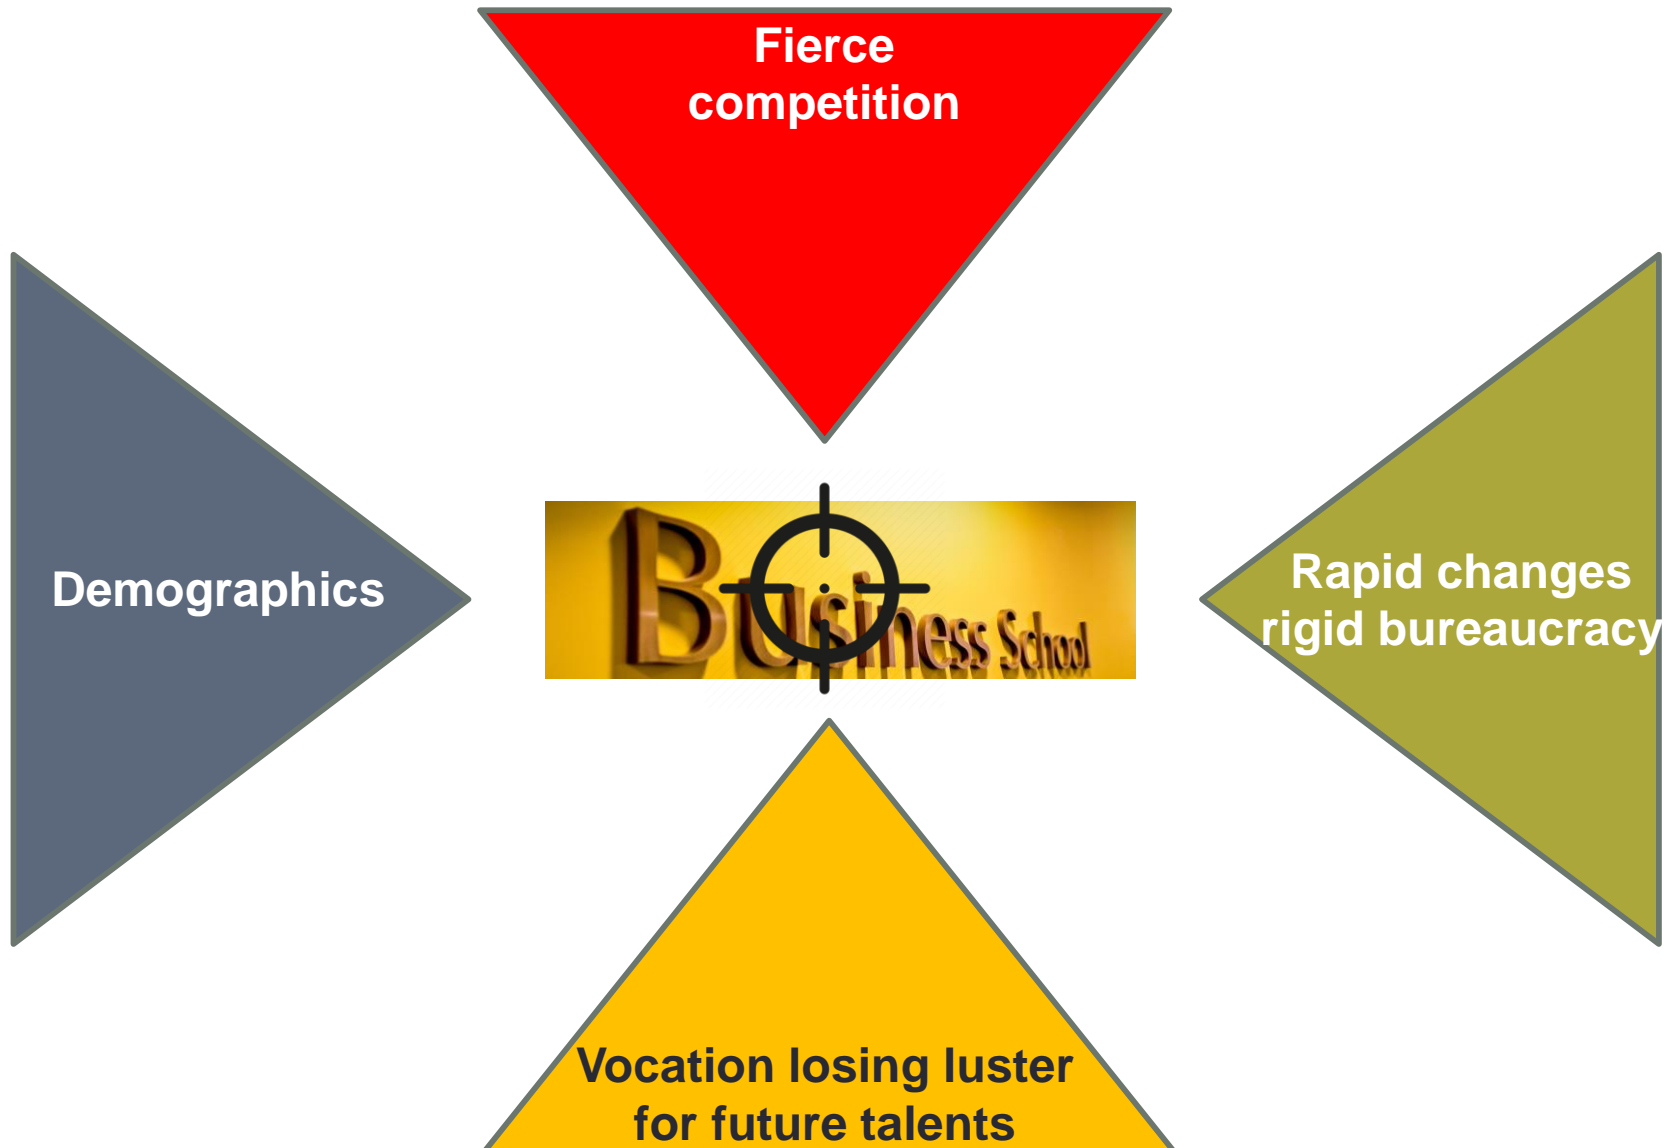 Fierce
competition
Demographics
Business School
Rapid changes
rigid bureaucracy
Vocation losing luster
for future talents